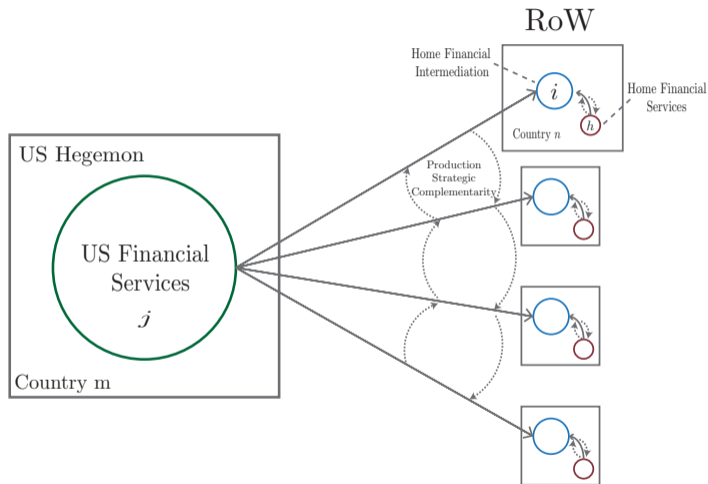 RoW
Home Financial
Intermediation
i
Home Financial
Services
h
Country n
US Hegemon
Production
Strategic
Complementarity
US Financial
Services
j
Country m